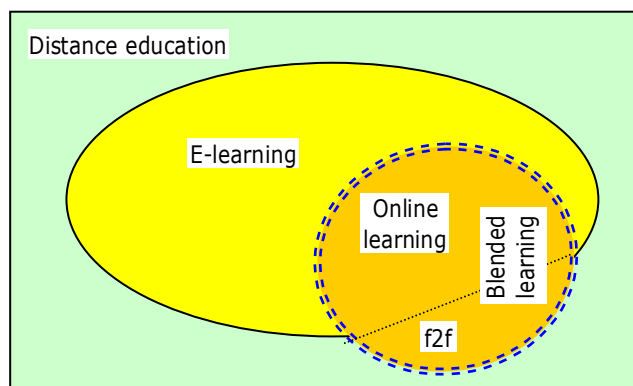 Distance education
E-learning
Online
learning
Blended
learning
f2f